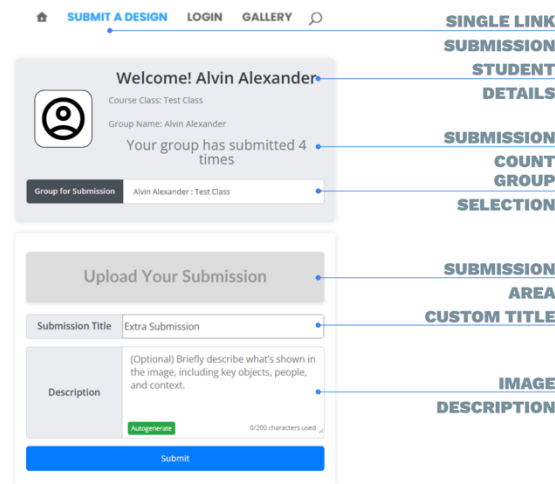 SUBMIT A DESIGN LOGIN GALLERY
SINGLE LINK
SUBMISSION
STUDENT
DETAILS
Welcome! Alvin Alexander
Course Class: Test Class
Group Name: Alvin Alexander
Your group has submitted 4
times
SUBMISSION
COUNT
GROUP
SELECTION
Group for Submission Alvin Alexander : Test Class
Upload Your Submission
SUBMISSION
AREA
Submission Title Extra Submission
CUSTOM TITLE
Description
(Optional) Briefly describe what's shown in
the image, including key objects, people,
and context.
Autogenerate 0/200 characters used
IMAGE
DESCRIPTION
Submit